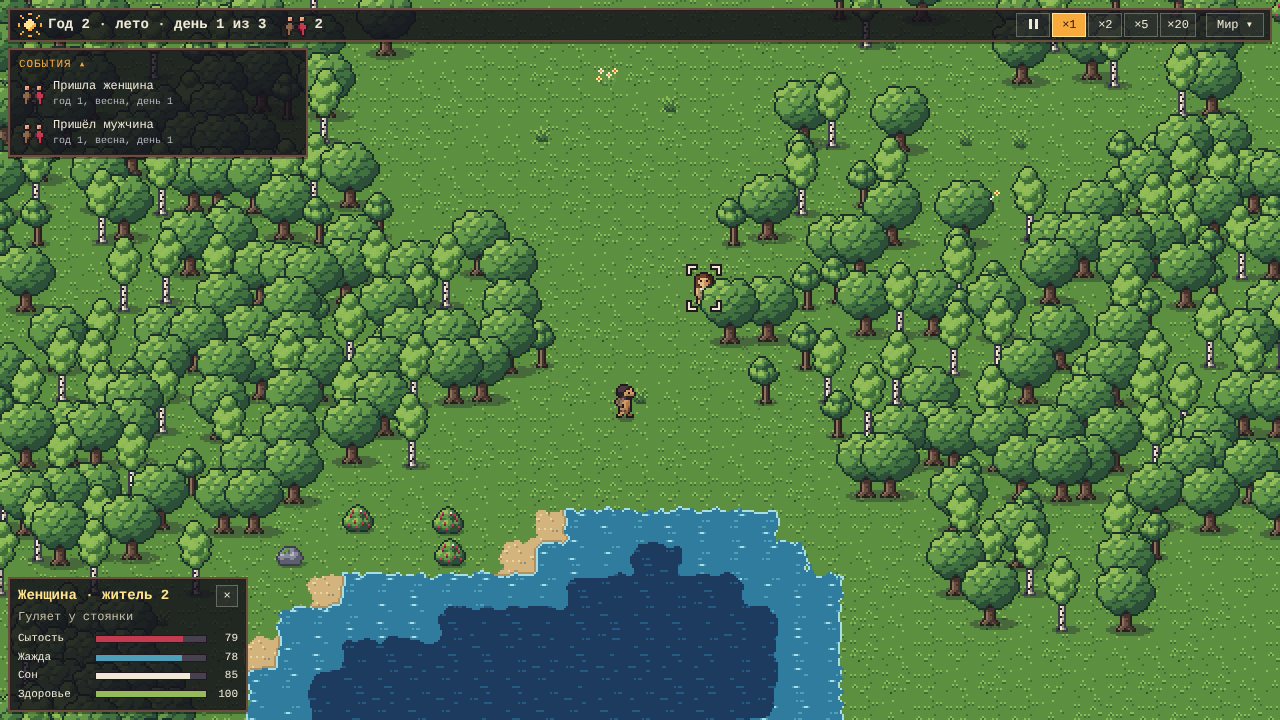 Год 2 · лето · день 1 из 3 2
×1 ×2 ×5 ×20 Мир ▾
СОБЫТИЯ ▴
Пришла женщина
год 1, весна, день 1
Пришёл мужчина
год 1, весна, день 1
Женщина · житель 2 ×
Гуляет у стоянки
Сытость 79
Жажда 78
Сон 85
Здоровье 100